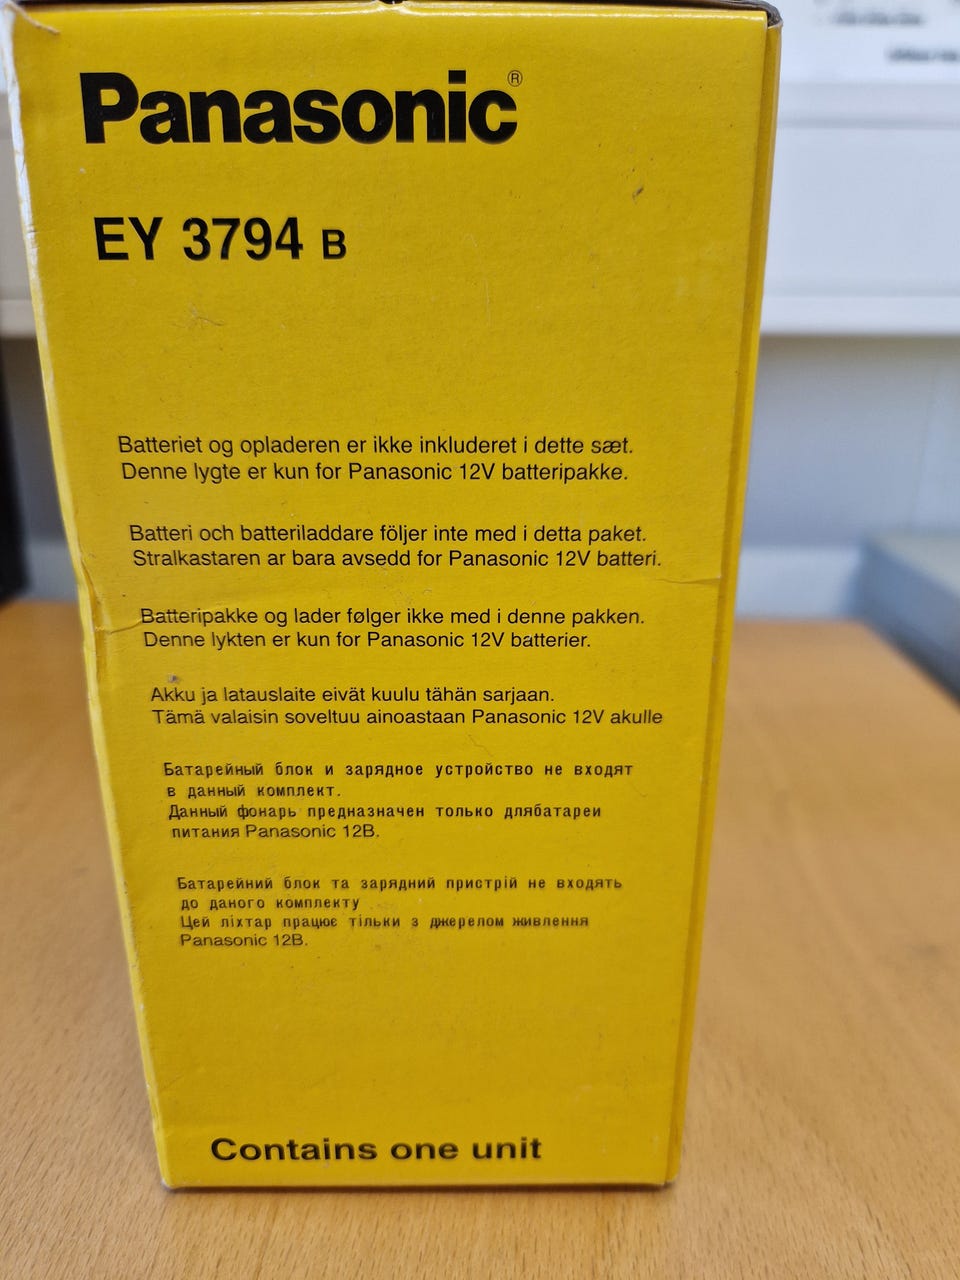 Panasonic®
EY 3794 B
Batteriet og opladeren er ikke inkluderet i dette sæt.
Denne lygte er kun for Panasonic 12V batteripakke.
Batteri och batteriladdare följer inte med i detta paket.
Stralkastaren ar bara avsedd for Panasonic 12V batteri.
Batteripakke og lader følger ikke med i denne pakken.
Denne lykten er kun for Panasonic 12V batterier.
Akku ja latauslaite eivät kuulu tähän sarjaan.
Tämä valaisin soveltuu ainoastaan Panasonic 12V akulle
Батарейный блок и зарядное устройство не входят
в данный комплект.
Данный фонарь предназначен только длябатареи
питания Panasonic 12В.
Батарейний блок та зарядний пристрій не входять
до даного комплекту
Цей ліхтар працює тільки з джерелом живлення
Panasonic 12В.
Contains one unit